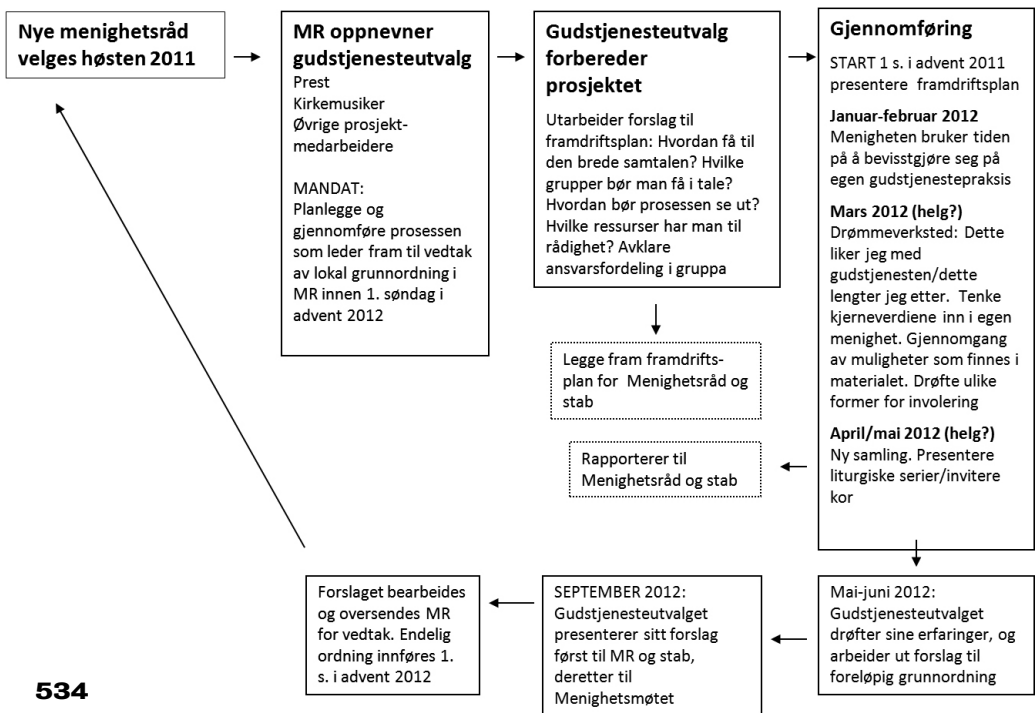 Nye menighetsråd
velges høsten 2011
MR oppnevner
gudstjenesteutvalg
Prest
Kirkemusiker
Øvrige prosjekt-
medarbeidere
MANDAT:
Planlegge og
gjennomføre prosessen
som leder fram til vedtak
av lokal grunnordning i
MR innen 1. søndag i
advent 2012
Gudstjenesteutvalg
forbereder
prosjektet
Utarbeider forslag til
framdriftsplan: Hvordan få til
den brede samtalen? Hvilke
grupper bør man få i tale?
Hvordan bør prosessen se ut?
Hvilke ressurser har man til
rådighet? Avklare
ansvarsfordeling i gruppa
Legge fram framdrifts-
plan for Menighetsråd og
stab
Gjennomføring
START 1 s. i advent 2011
presentere framdriftsplan
Januar-februar 2012
Menigheten bruker tiden
på å bevisstgjøre seg på
egen gudstjenestepraksis
Mars 2012 (helg?)
Drømmeverksted: Dette
liker jeg med
gudstjenesten/dette
lengter jeg etter. Tenke
kjerneverdiene inn i egen
menighet. Gjennomgang
av muligheter som finnes i
materialet. Drøfte ulike
former for involering
April/mai 2012 (helg?)
Ny samling. Presentere
liturgiske serier/invitere
kor
Rapporterer til
Menighetsråd og stab
Mai-juni 2012:
Gudstjenesteutvalget
drøfter sine erfaringer, og
arbeider ut forslag til
foreløpig grunnordning
SEPTEMBER 2012:
Gudstjenesteutvalget
presenterer sitt forslag
først til MR og stab,
deretter til
Menighetsmøtet
Forslaget bearbeides
og oversendes MR
for vedtak. Endelig
ordning innføres 1.
s. i advent 2012
534